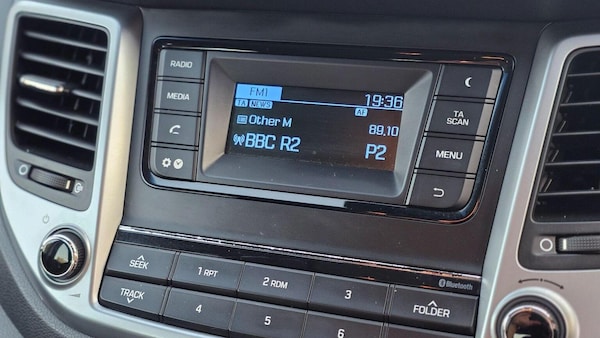 RADIO
MEDIA
FM1
19:36
TA NEWS AF
Other M 89.10
BBC R2 P2
TA
SCAN
MENU
SEEK
TRACK
1 RPT
2 RDM
3
4
5
6
FOLDER
Bluetooth